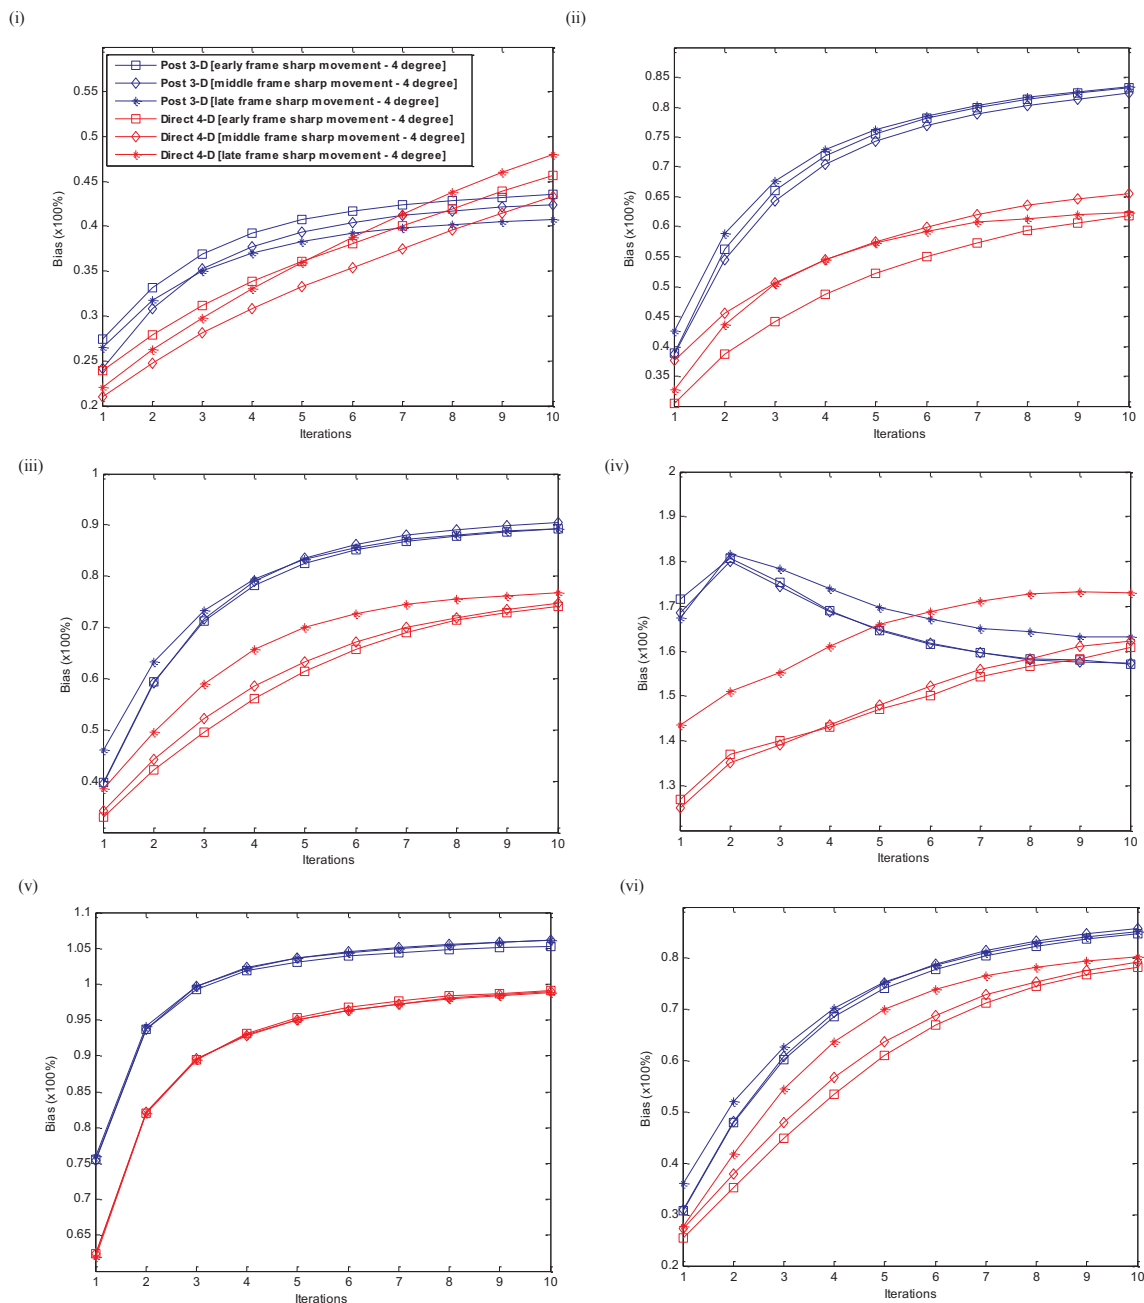 (i)
0.55
0.5
0.45
0.4
0.35
0.3
0.25
0.2
Bias (x100%)
Post 3-D [early frame sharp movement - 4 degree]
Post 3-D [middle frame sharp movement - 4 degree]
Post 3-D [late frame sharp movement - 4 degree]
Direct 4-D [early frame sharp movement - 4 degree]
Direct 4-D [middle frame sharp movement - 4 degree]
Direct 4-D [late frame sharp movement - 4 degree]
1 2 3 4 5 6 7 8 9 10
Iterations
(ii)
0.85
0.8
0.75
0.7
0.65
0.6
0.55
0.5
0.45
0.4
0.35
Bias (x100%)
1 2 3 4 5 6 7 8 9 10
Iterations
(iii)
1
0.9
0.8
0.7
0.6
0.5
0.4
Bias (x100%)
1 2 3 4 5 6 7 8 9 10
Iterations
(iv)
2
1.9
1.8
1.7
1.6
1.5
1.4
1.3
Bias (x100%)
1 2 3 4 5 6 7 8 9 10
Iterations
(v)
1.1
1.05
1
0.95
0.9
0.85
0.8
0.75
0.7
0.65
Bias (x100%)
1 2 3 4 5 6 7 8 9 10
Iterations
(vi)
0.8
0.7
0.6
0.5
0.4
0.3
0.2
Bias (x100%)
1 2 3 4 5 6 7 8 9 10
Iterations